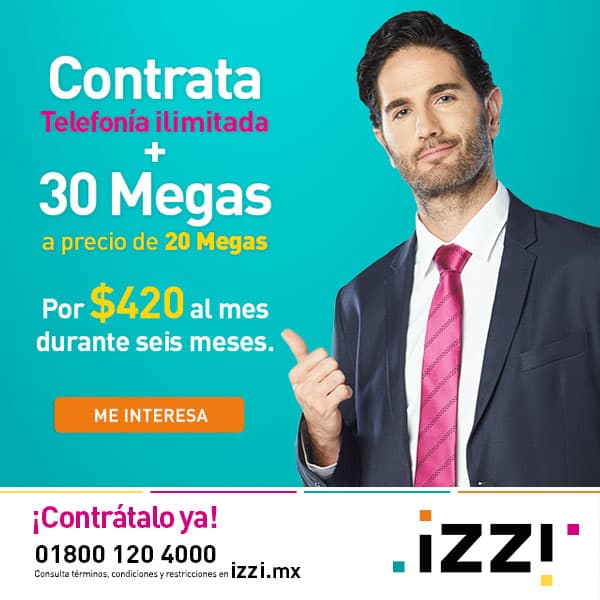 Contrata
Telefonía ilimitada
+
30 Megas
a precio de 20 Megas
Por $420 al mes
durante seis meses.
ME INTERESA
¡Contrátalo ya!
01800 120 4000
Consulta términos, condiciones y restricciones en izzi.mx
izzi